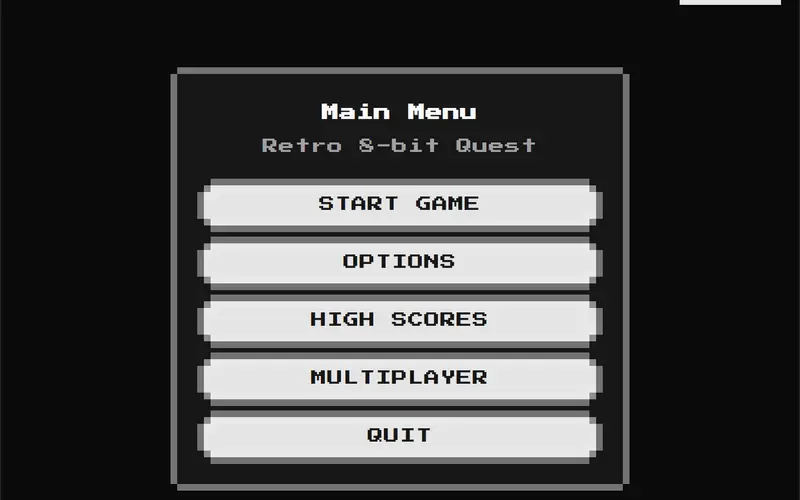 Main Menu
Retro 8-bit Quest
START GAME
OPTIONS
HIGH SCORES
MULTIPLAYER
QUIT